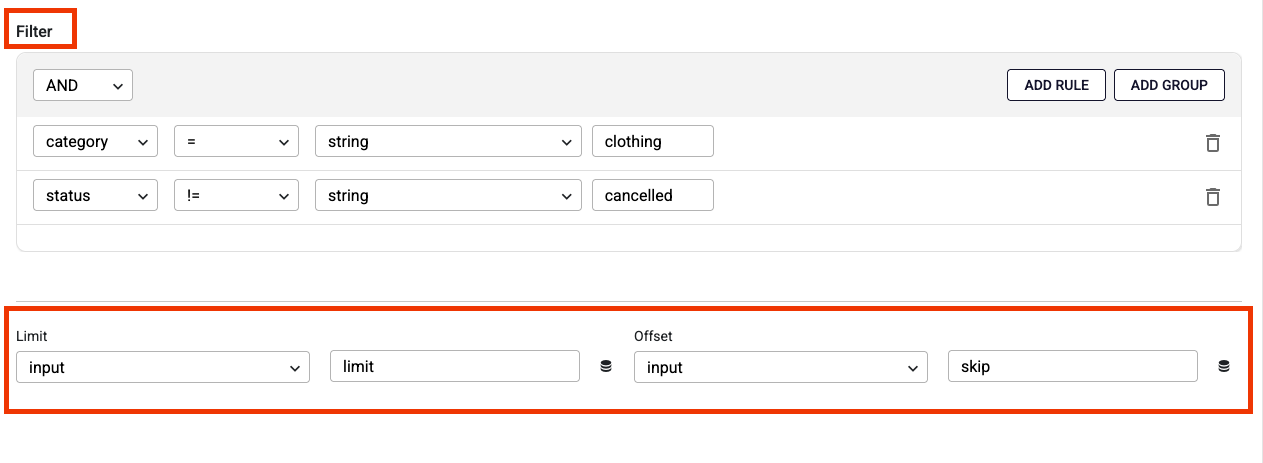 Filter
AND ADD RULE ADD GROUP
category = string clothing
status != string cancelled
Limit Offset
input limit input skip